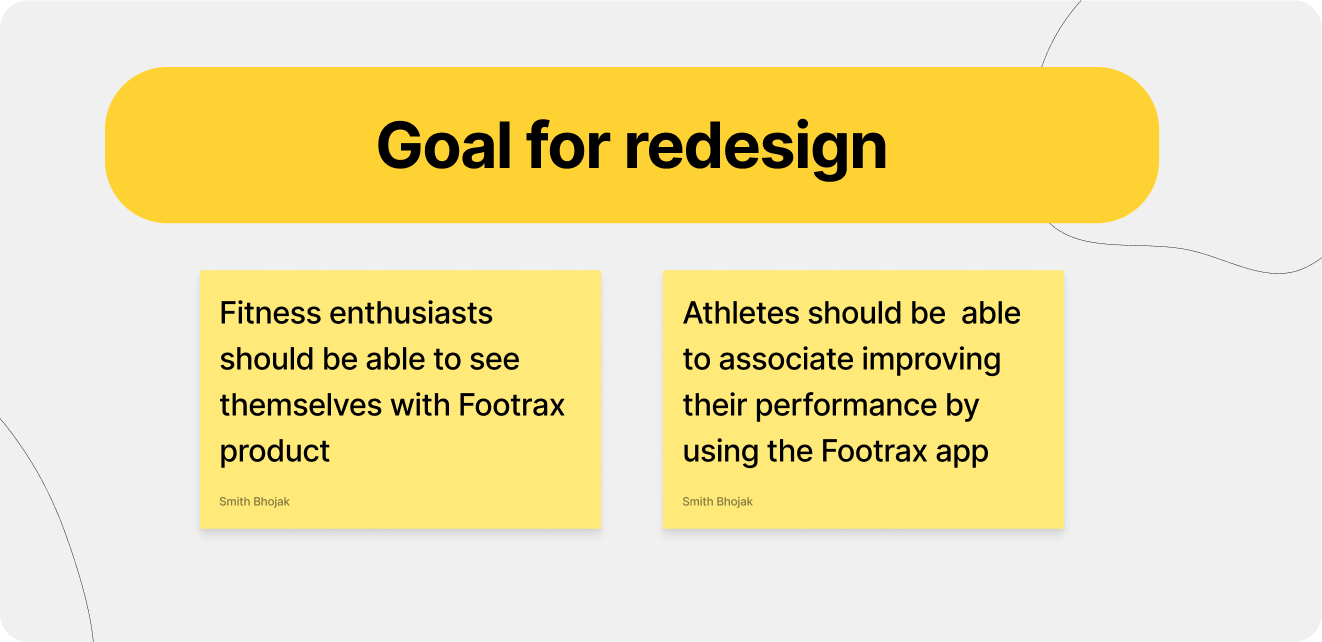 Goal for redesign
Fitness enthusiasts
should be able to see
themselves with Footrax
product
Smith Bhojak
Athletes should be  able
to associate improving
their performance by
using the Footrax app
Smith Bhojak